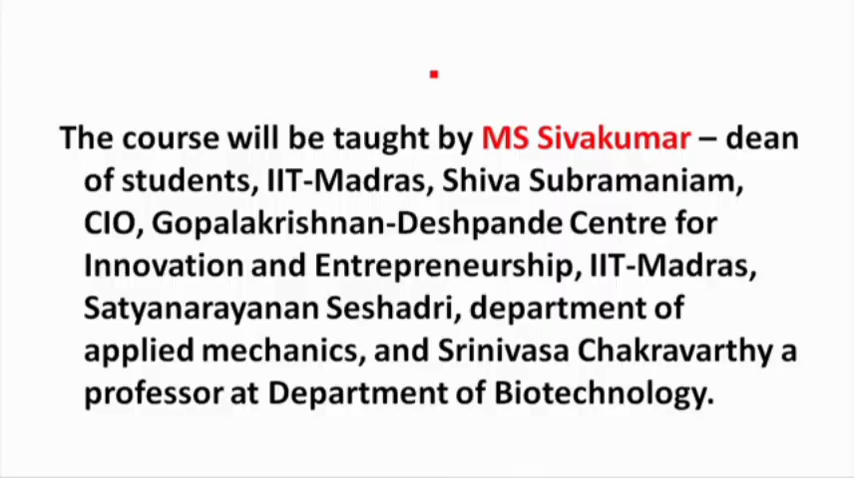 The course will be taught by MS Sivakumar – dean
of students, IIT-Madras, Shiva Subramaniam,
CIO, Gopalakrishnan-Deshpande Centre for
Innovation and Entrepreneurship, IIT-Madras,
Satyanarayanan Seshadri, department of
applied mechanics, and Srinivasa Chakravarthy a
professor at Department of Biotechnology.